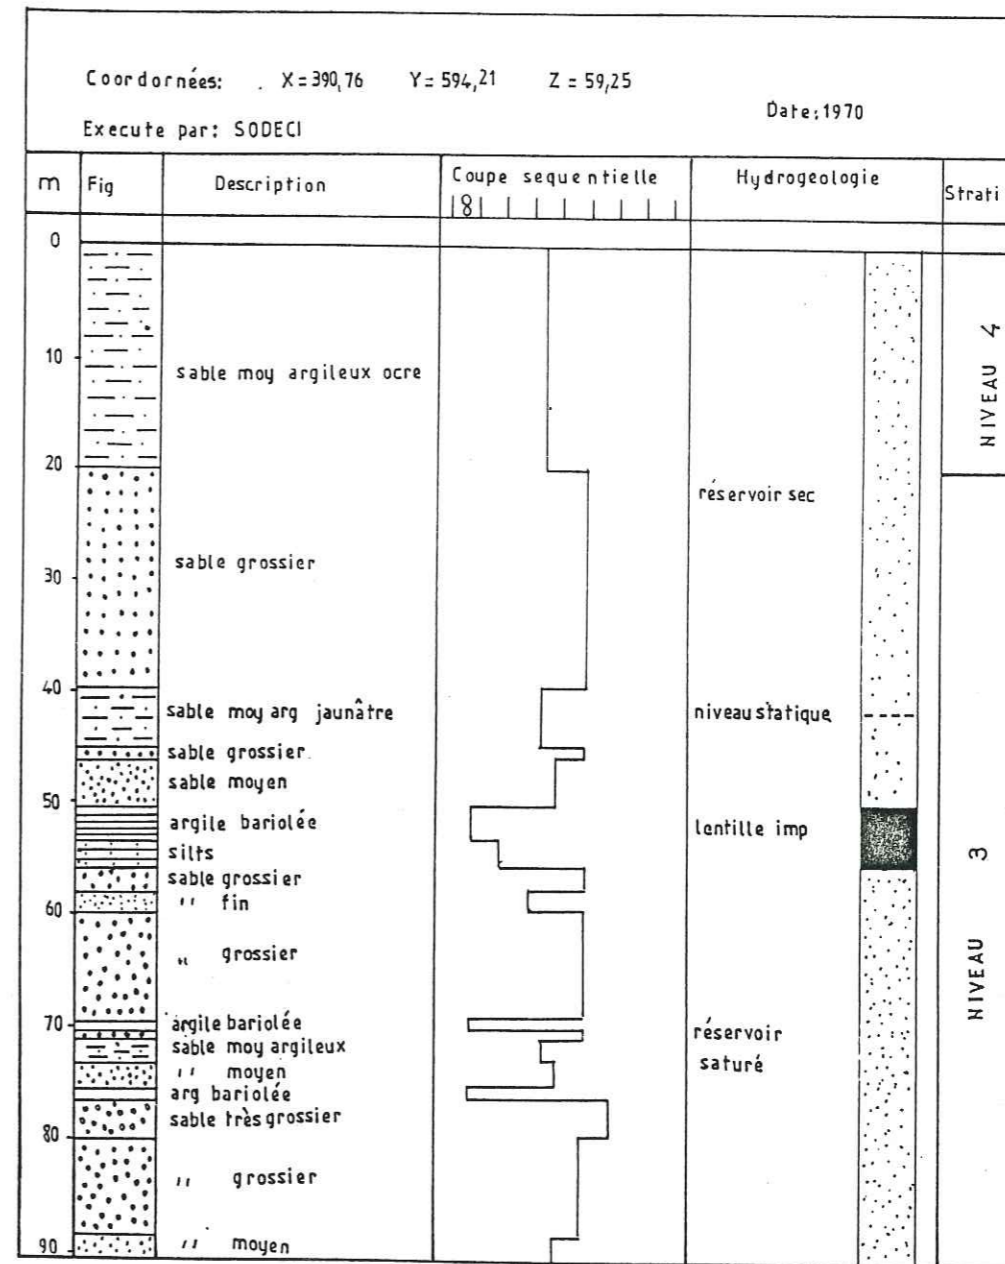 Coordornées: X=390,76 Y=594,21 Z=59,25
Date:1970
Execute par: SODECI
m Fig Description Coupe sequentielle Hydrogeologie Strati
0
10
20
30
40
50
60
70
80
90
sable moy argileux ocre
sable grossier
sable moy arg jaunâtre
sable grossier
sable moyen
argile bariolée
silts
sable grossier
" fin
" grossier
argile bariolée
sable moy argileux
" moyen
arg bariolée
sable très grossier
" grossier
" moyen
réservoir sec
niveau statique
lentille imp
réservoir
saturé
NIVEAU 4
NIVEAU 3